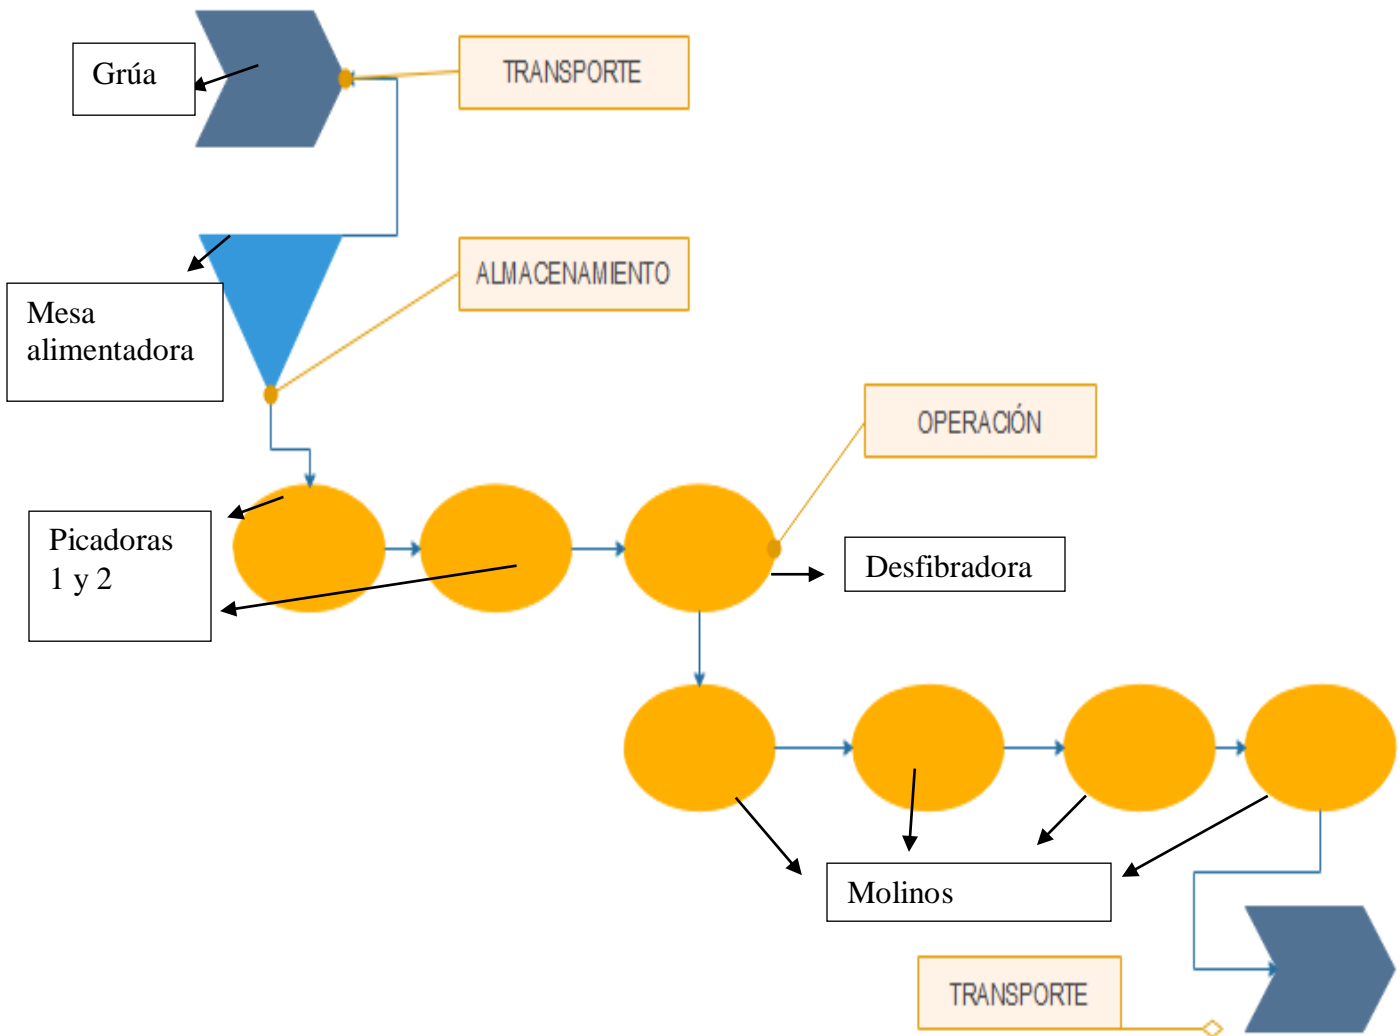 Grúa
TRANSPORTE
ALMACENAMIENTO
Mesa
alimentadora
OPERACIÓN
Picadoras
1 y 2
Desfibradora
Molinos
TRANSPORTE